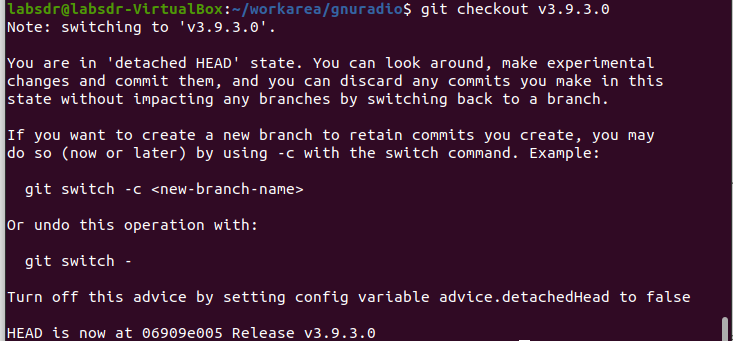 labsdr@labsdr-VirtualBox:~/workarea/gnuradio$ git checkout v3.9.3.0
Note: switching to 'v3.9.3.0'.
You are in 'detached HEAD' state. You can look around, make experimental
changes and commit them, and you can discard any commits you make in this
state without impacting any branches by switching back to a branch.
If you want to create a new branch to retain commits you create, you may
do so (now or later) by using -c with the switch command. Example:
git switch -c <new-branch-name>
Or undo this operation with:
git switch -
Turn off this advice by setting config variable advice.detachedHead to false
HEAD is now at 06909e005 Release v3.9.3.0